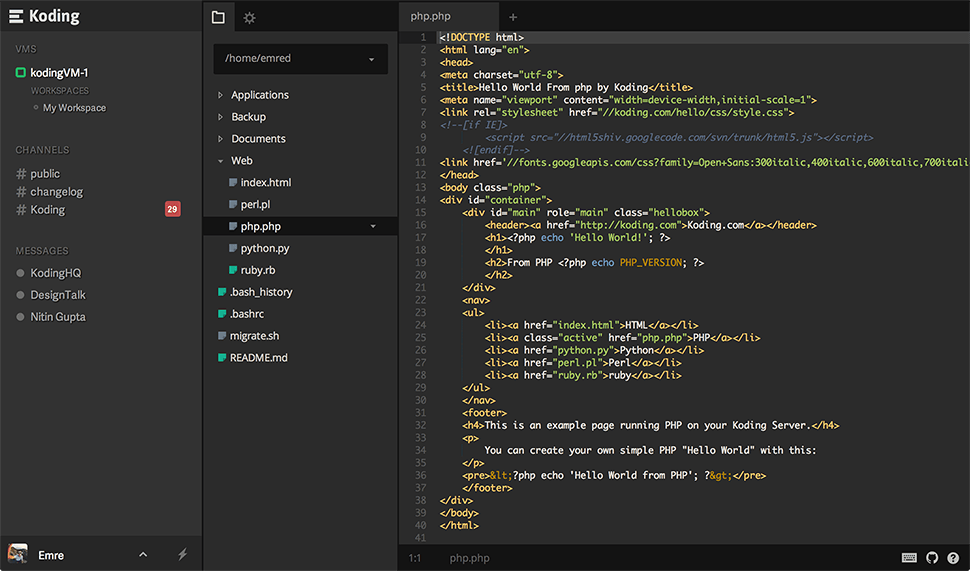 Koding
VMS
kodingVM-1
WORKSPACES
My Workspace
CHANNELS
# public
# changelog
# Koding 29
MESSAGES
KodingHQ
DesignTalk
Nitin Gupta
Emre
/home/emred
Applications
Backup
Documents
Web
index.html
perl.pl
php.php
python.py
ruby.rb
.bash_history
.bashrc
migrate.sh
README.md
php.php +
1 <!DOCTYPE html>
2 <html lang="en">
3 <head>
4 <meta charset="utf-8">
5 <title>Hello World From php by Koding</title>
6 <meta name="viewport" content="width=device-width,initial-scale=1">
7 <link rel="stylesheet" href="//koding.com/hello/css/style.css">
8 <!--[if IE]>
9 <script src="//html5shiv.googlecode.com/svn/trunk/html5.js"></script>
10 <![endif]-->
11 <link href='//fonts.googleapis.com/css?family=Open+Sans:300italic,400italic,600italic,700itali
12 </head>
13 <body class="php">
14 <div id="container">
15 <div id="main" role="main" class="hellobox">
16 <header><a href="http://koding.com">Koding.com</a></header>
17 <h1><?php echo 'Hello World!'; ?>
18 </h1>
19 <h2>From PHP <?php echo PHP_VERSION; ?>
20 </h2>
21 </div>
22 <nav>
23 <ul>
24 <li><a href="index.html">HTML</a></li>
25 <li><a class="active" href="php.php">PHP</a></li>
26 <li><a href="python.py">Python</a></li>
27 <li><a href="perl.pl">Perl</a></li>
28 <li><a href="ruby.rb">ruby</a></li>
29 </ul>
30 </nav>
31 <footer>
32 <h4>This is an example page running PHP on your Koding Server.</h4>
33 <p>
34 You can create your own simple PHP "Hello World" with this:
35 </p>
36 <pre>&lt;?php echo 'Hello World from PHP'; ?&gt;</pre>
37 </footer>
38 </div>
39 </body>
40 </html>
41
1:1 php.php